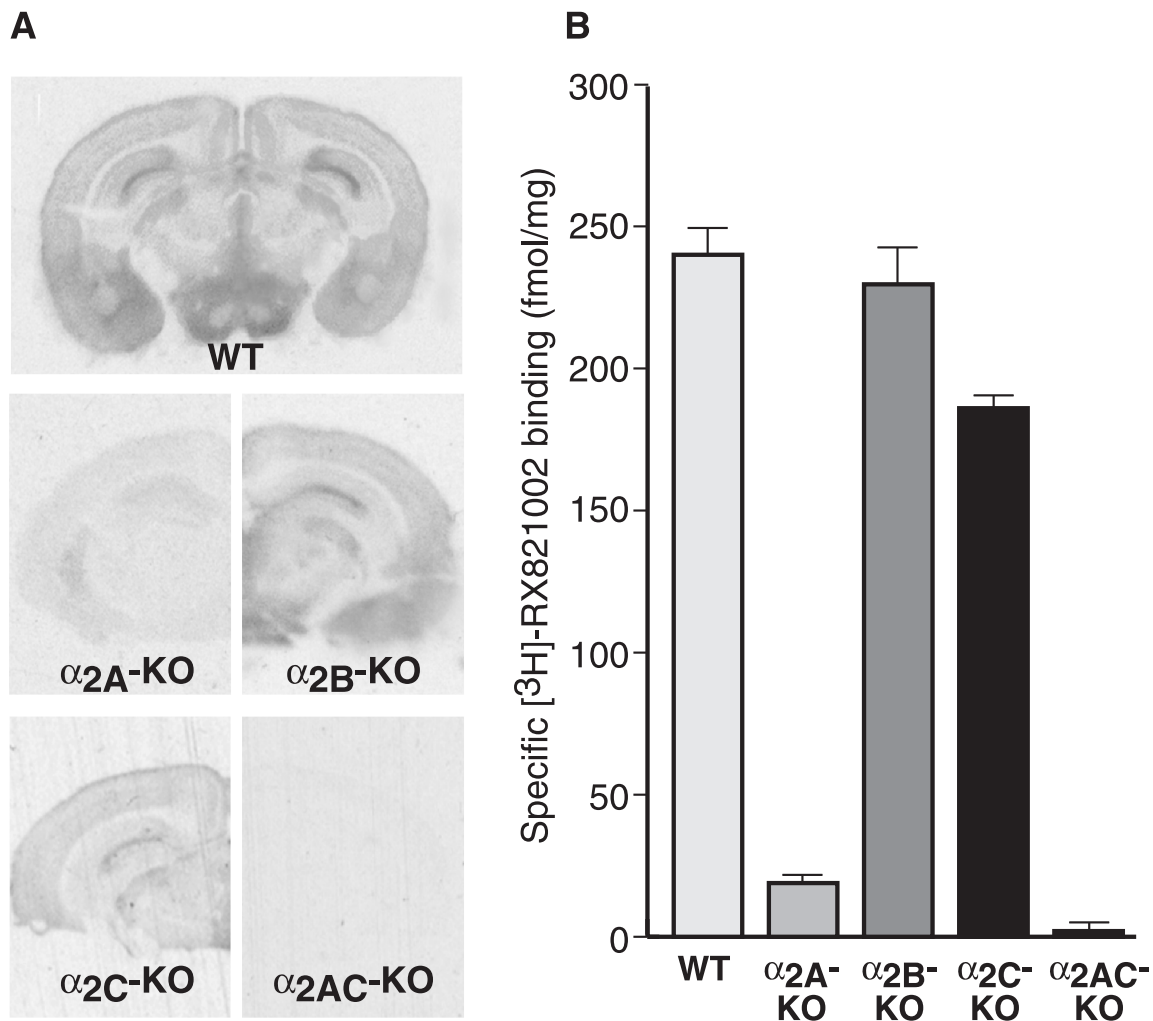 A
WT
α2A-KO
α2B-KO
α2C-KO
α2AC-KO
B
Specific [³H]-RX821002 binding (fmol/mg)
300
250
200
150
100
50
0
WT
α2A-
KO
α2B-
KO
α2C-
KO
α2AC-
KO